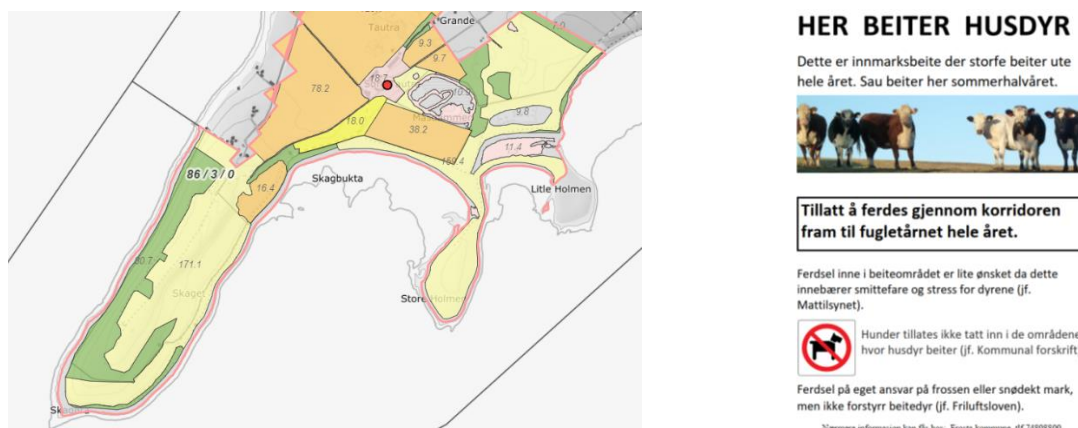 Grande
Tautra
9.3
9.7
7.0
18.7
78.2
10.9
18.0
9.8
38.2
11.4
169.4
86 / 3 / 0
Skagbukta
Litle Holmen
16.4
171.1
Skaget
Store Holmen
HER BEITER HUSDYR
Dette er innmarksbeite der storfe beiter ute
hele året. Sau beiter her sommerhalvåret.
Tillatt å ferdes gjennom korridoren
fram til fugletårnet hele året.
Ferdsel inne i beiteområdet er lite ønsket da dette
innebærer smittefare og stress for dyrene (jf.
Mattilsynet).
Hunder tillates ikke tatt inn i de områdene
hvor husdyr beiter (jf. Kommunal forskrift
Ferdsel på eget ansvar på frossen eller snødekt mark,
men ikke forstyrr beitedyr (jf. Friluftsloven).